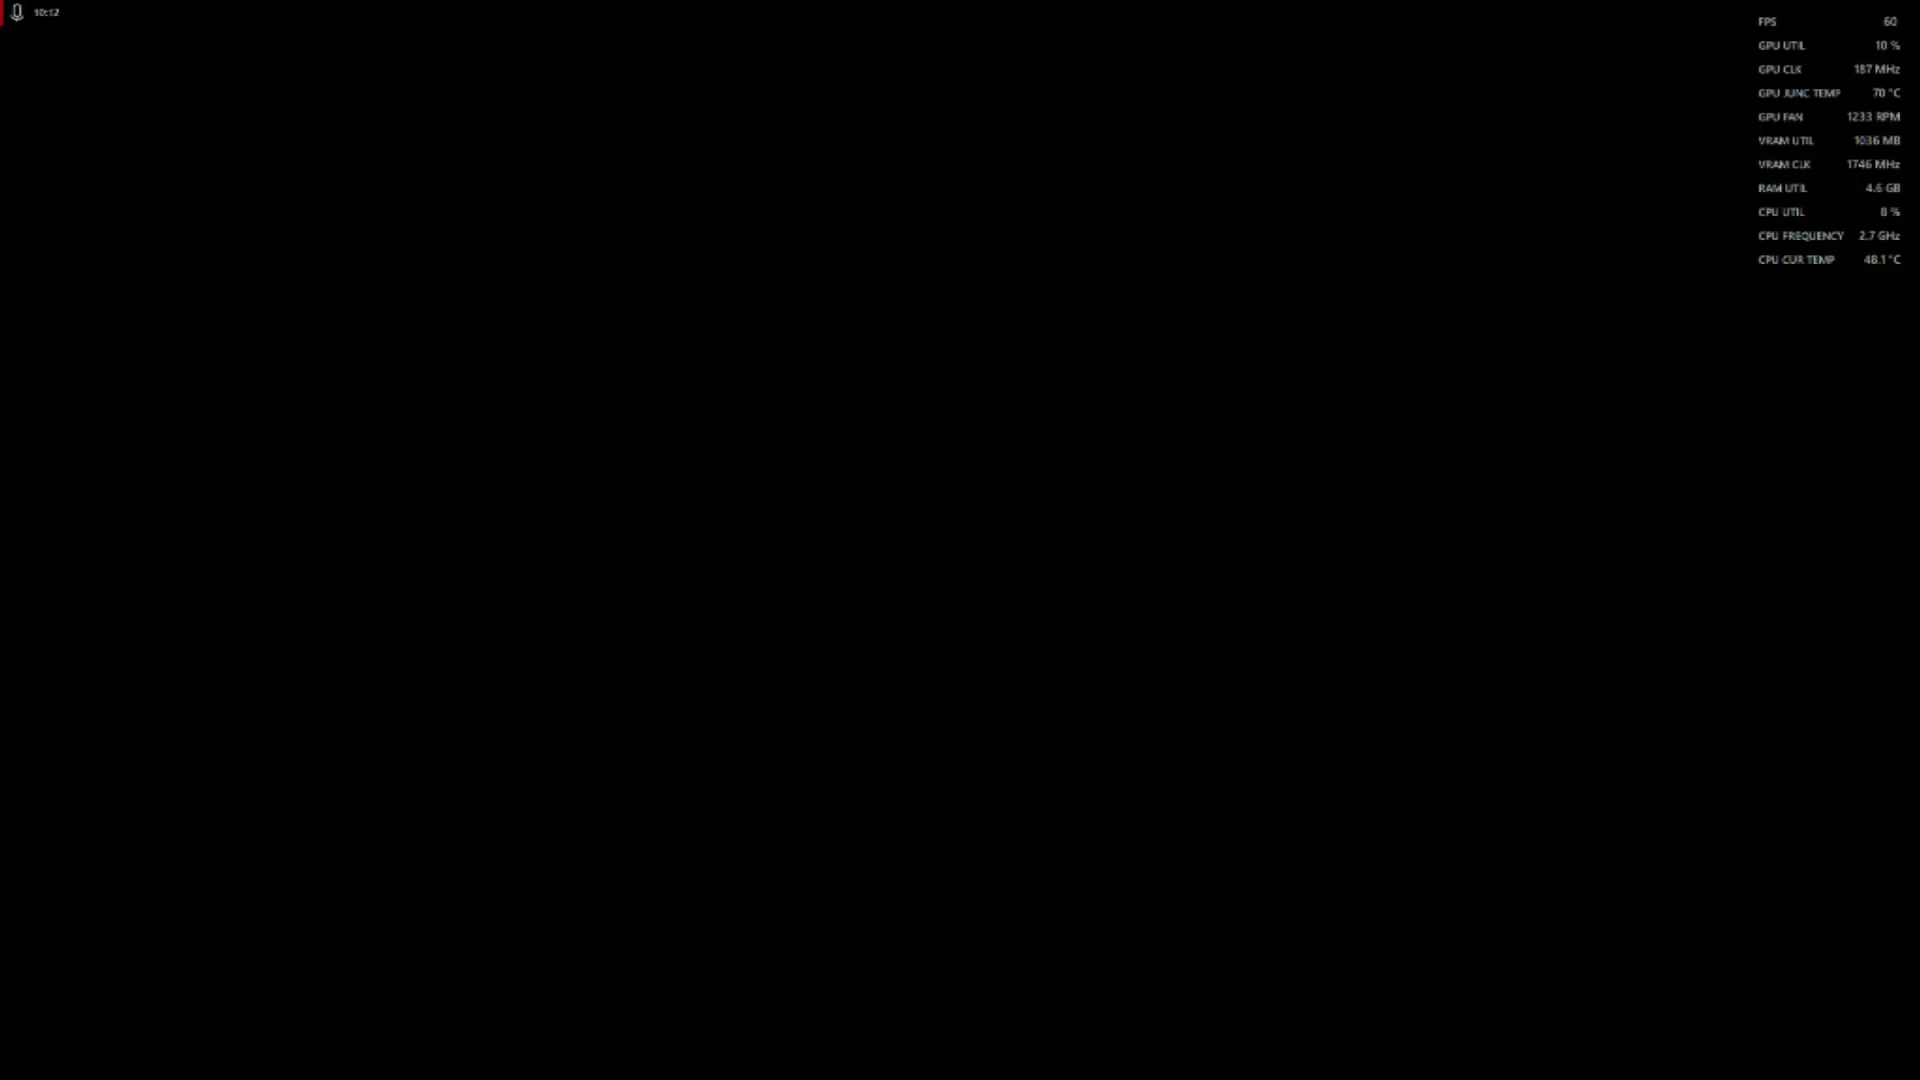 10:12
FPS 60
GPU UTIL 10 %
GPU CLK 187 MHz
GPU JUNC TEMP 70 °C
GPU FAN 1233 RPM
VRAM UTIL 1036 MB
VRAM CLK 1746 MHz
RAM UTIL 4.6 GB
CPU UTIL 8 %
CPU FREQUENCY 2.7 GHz
CPU CUR TEMP 48.1 °C